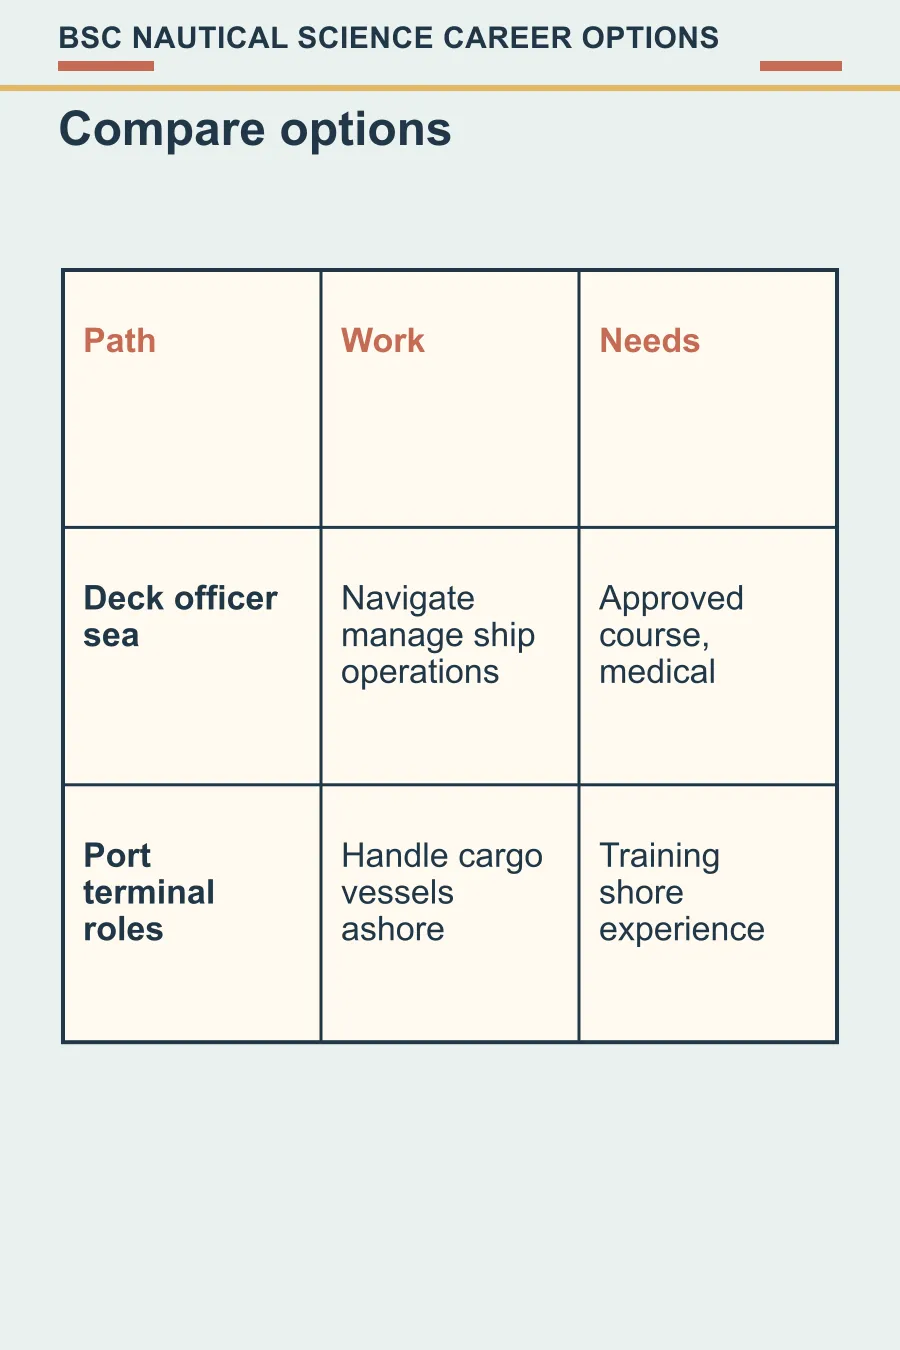 BSC NAUTICAL SCIENCE CAREER OPTIONS
Compare options
Path
Work
Needs
Deck officer
sea
Navigate
manage ship
operations
Approved
course,
medical
Port
terminal
roles
Handle cargo
vessels
ashore
Training
shore
experience